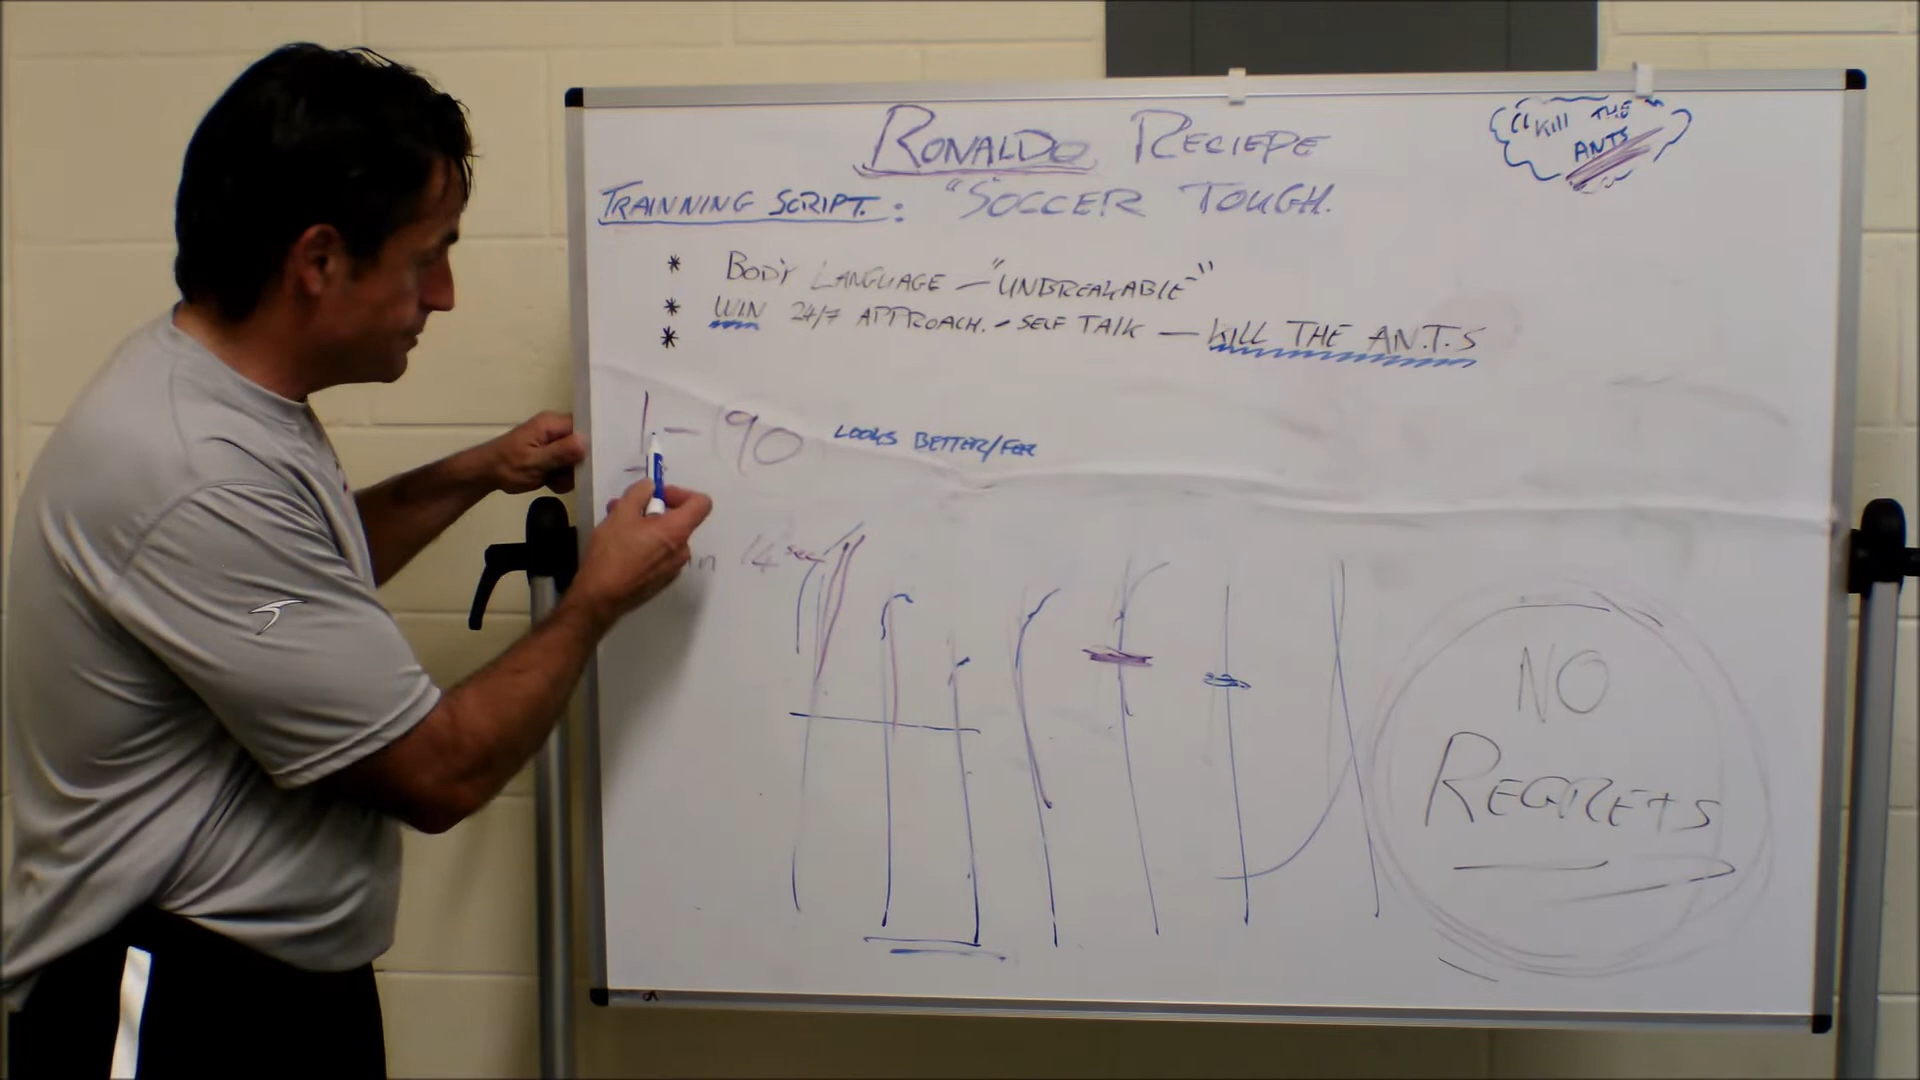 RONALDO RECIEPE
"Kill THE
ANTS
TRAINNING SCRIPT: "SOCCER TOUGH.
* BODY LANGUAGE - "UNBREAKABLE"
* WIN 24/7 APPROACH. - SELF TALK - KILL THE A.N.T.S
*
1-90 LOOKS BETTER/FEE
14 sec
NO
REGRETS